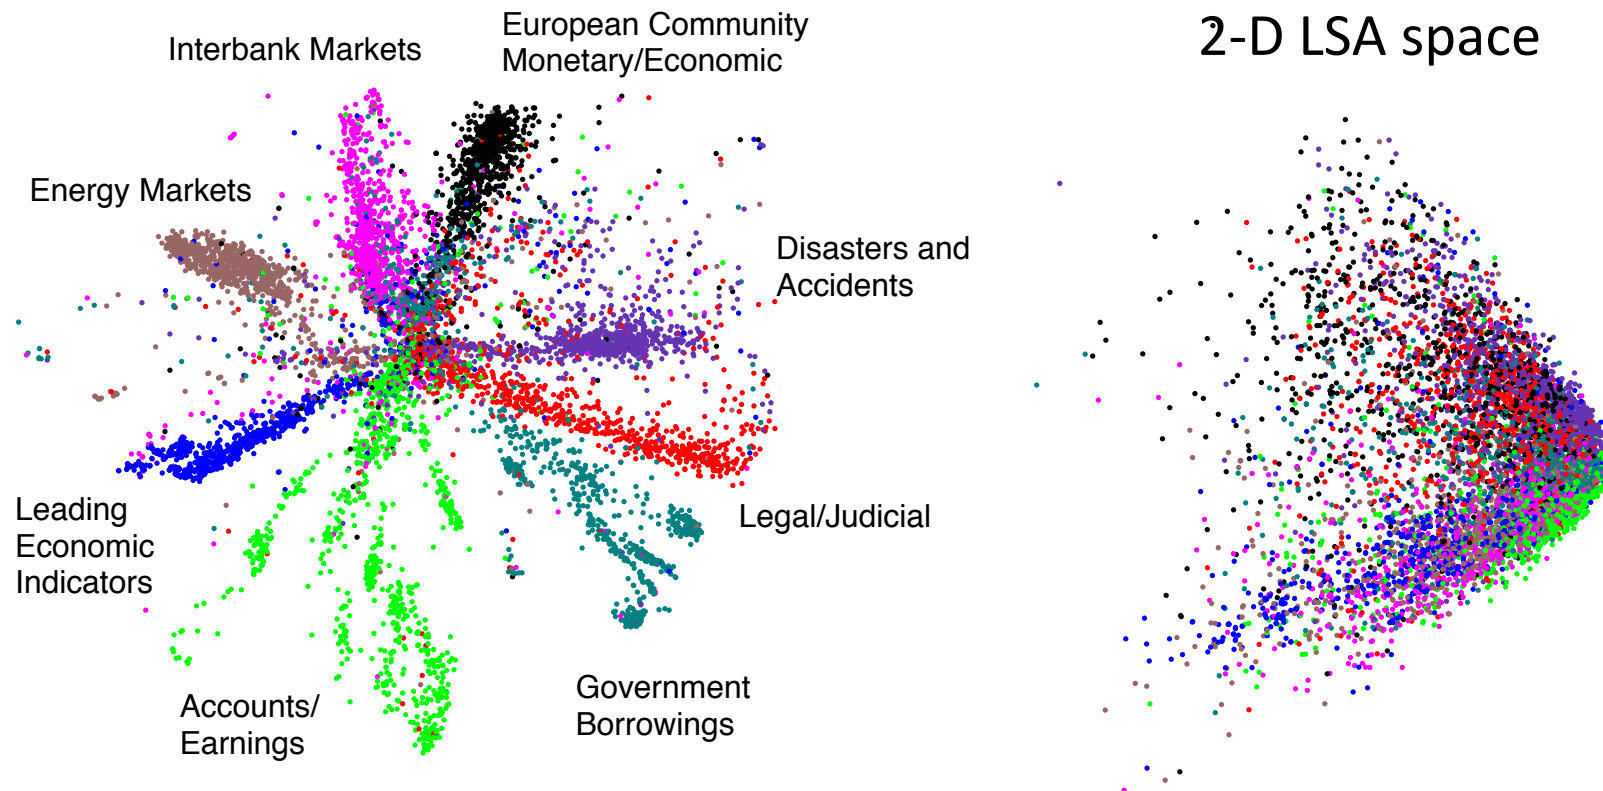 European Community
Monetary/Economic
Interbank Markets
2-D LSA space
Energy Markets
Disasters and
Accidents
Leading
Economic
Indicators
Legal/Judicial
Government
Borrowings
Accounts/
Earnings